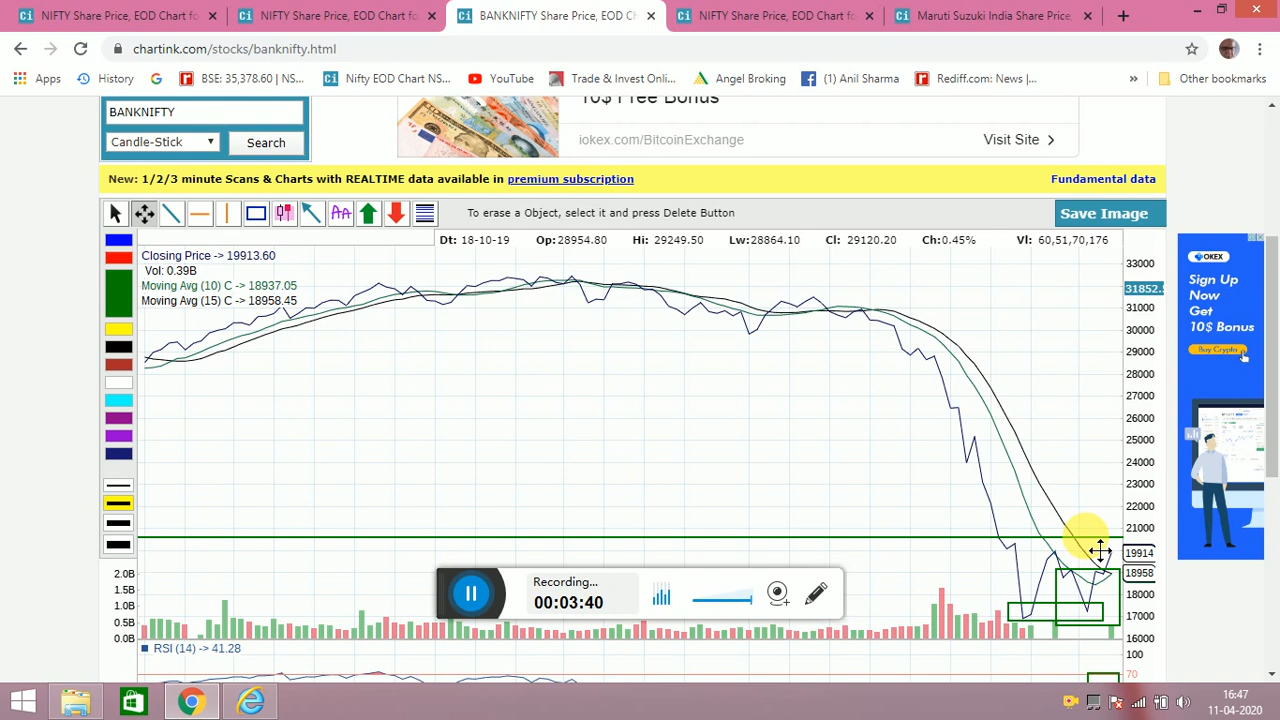 NIFTY Share Price, EOD Chart fo
NIFTY Share Price, EOD Chart for
BANKNIFTY Share Price, EOD Ch
NIFTY Share Price, EOD Chart fo
Maruti Suzuki India Share Price,
chartink.com/stocks/banknifty.html
Apps
History
BSE: 35,378.60 | NS...
Nifty EOD Chart NS...
YouTube
Trade & Invest Onli...
Angel Broking
(1) Anil Sharma
Rediff.com: News |...
»
Other bookmarks
BANKNIFTY
Candle-Stick
Search
10$ Free Bonus
iokex.com/BitcoinExchange
Visit Site
New: 1/2/3 minute Scans & Charts with REALTIME data available in premium subscription
Fundamental data
To erase a Object, select it and press Delete Button
Save Image
Dt: 18-10-19 Op:28954.80 Hi: 29249.50 Lw:28864.10 Cl: 29120.20 Ch:0.45% Vl: 60,51,70,176
Closing Price -> 19913.60
Vol: 0.39B
Moving Avg (10) C -> 18937.05
Moving Avg (15) C -> 18958.45
33000
31852.
31000
30000
29000
28000
27000
26000
25000
24000
23000
22000
21000
19914
18958
18000
17000
16000
2.0B
1.5B
1.0B
0.5B
0.0B
RSI (14) -> 41.28
100
70
Recording...
00:03:40
OKEX
Sign Up
Now
Get
10$ Bonus
Buy Crypto
16:47
11-04-2020